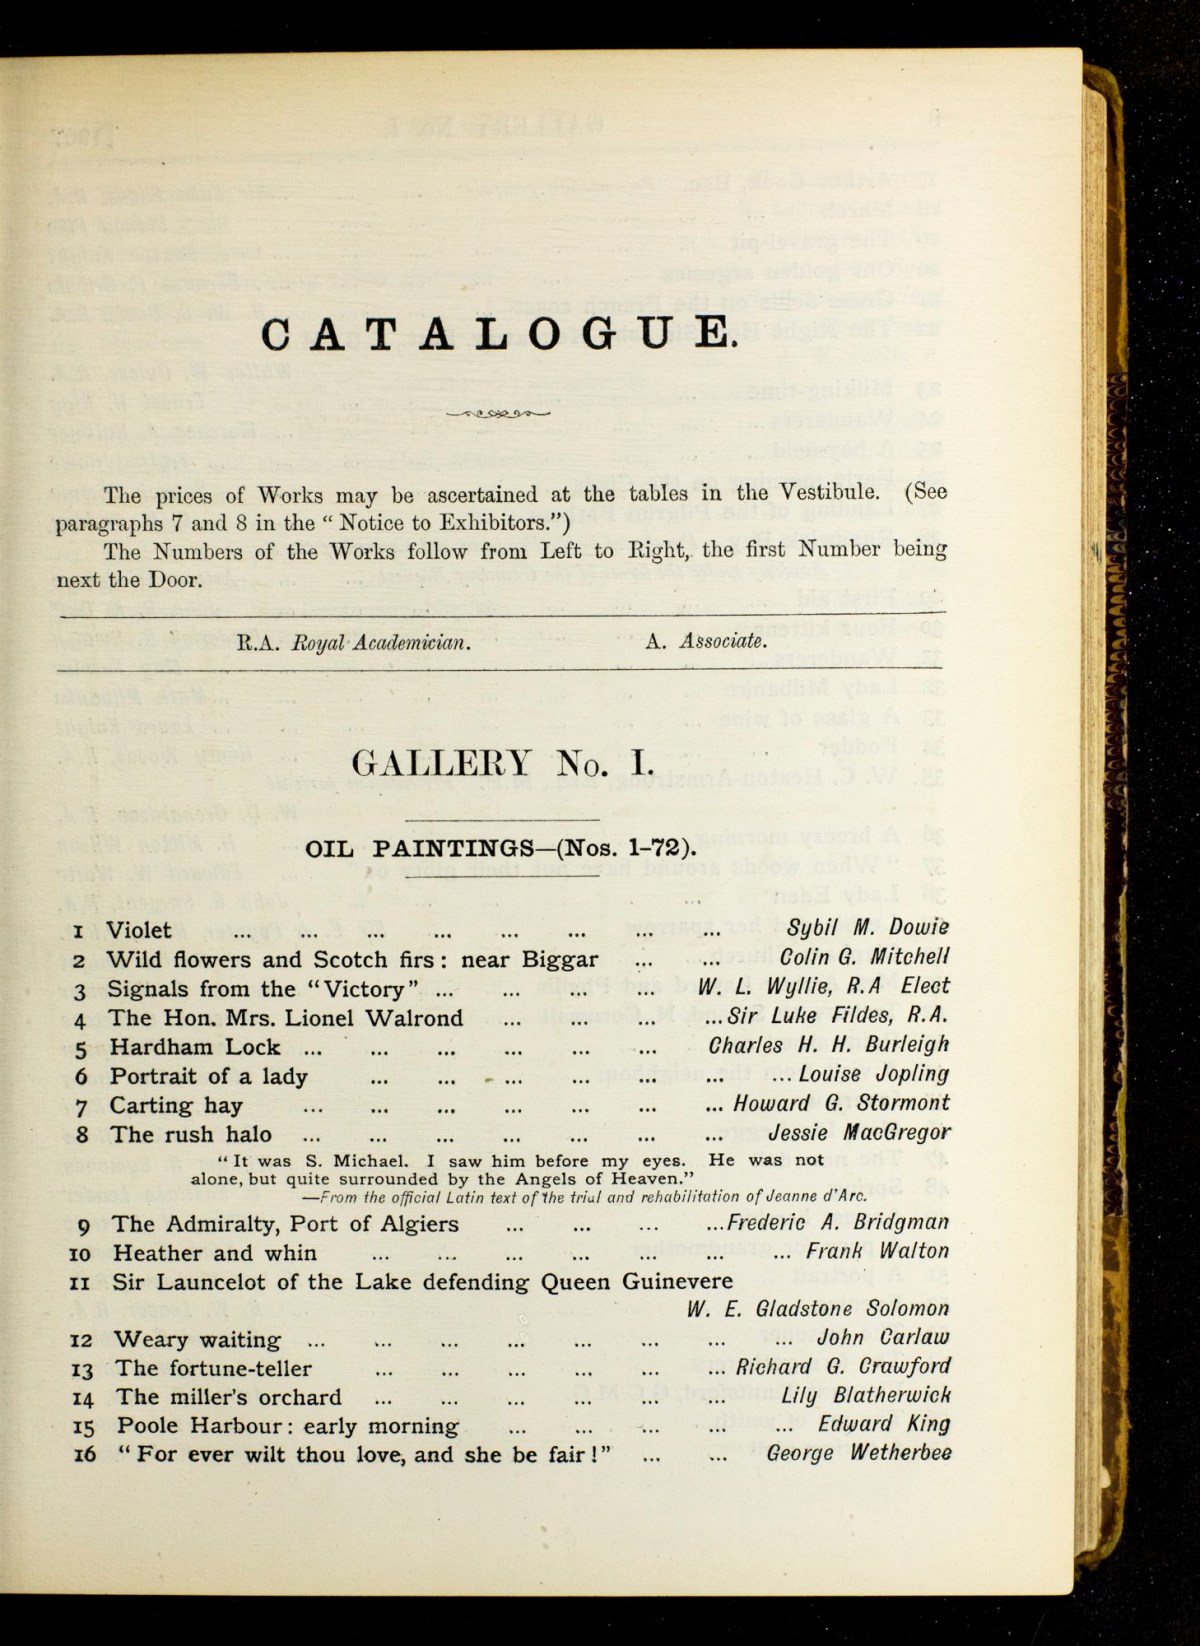 CATALOGUE.
The prices of Works may be ascertained at the tables in the Vestibule. (See
paragraphs 7 and 8 in the “ Notice to Exhibitors.”)
The Numbers of the Works follow from Left to Right, the first Number being
next the Door.
R.A. Royal Academician. A. Associate.
GALLERY No. I.
OIL PAINTINGS—(Nos. 1–72).
1 Violet ... ... ... ... ... ... ... ... Sybil M. Dowie
2 Wild flowers and Scotch firs: near Biggar ... ... Colin G. Mitchell
3 Signals from the “Victory” ... ... ... ... W. L. Wyllie, R.A Elect
4 The Hon. Mrs. Lionel Walrond ... ... ... ... Sir Luke Fildes, R.A.
5 Hardham Lock ... ... ... ... ... ... Charles H. H. Burleigh
6 Portrait of a lady ... ... ... ... ... ... ... Louise Jopling
7 Carting hay ... ... ... ... ... ... ... Howard G. Stormont
8 The rush halo ... ... ... ... ... ... ... Jessie MacGregor
“It was S. Michael. I saw him before my eyes. He was not
alone, but quite surrounded by the Angels of Heaven.”
—From the official Latin text of the trial and rehabilitation of Jeanne d’Arc.
9 The Admiralty, Port of Algiers ... ... ... ... Frederic A. Bridgman
10 Heather and whin ... ... ... ... ... ... ... Frank Walton
11 Sir Launcelot of the Lake defending Queen Guinevere
W. E. Gladstone Solomon
12 Weary waiting ... ... ... ... ... ... ... ... John Carlaw
13 The fortune-teller ... ... ... ... ... ... Richard G. Crawford
14 The miller’s orchard ... ... ... ... ... ... Lily Blatherwick
15 Poole Harbour: early morning ... ... ... ... ... Edward King
16 “For ever wilt thou love, and she be fair!” ... ... George Wetherbee